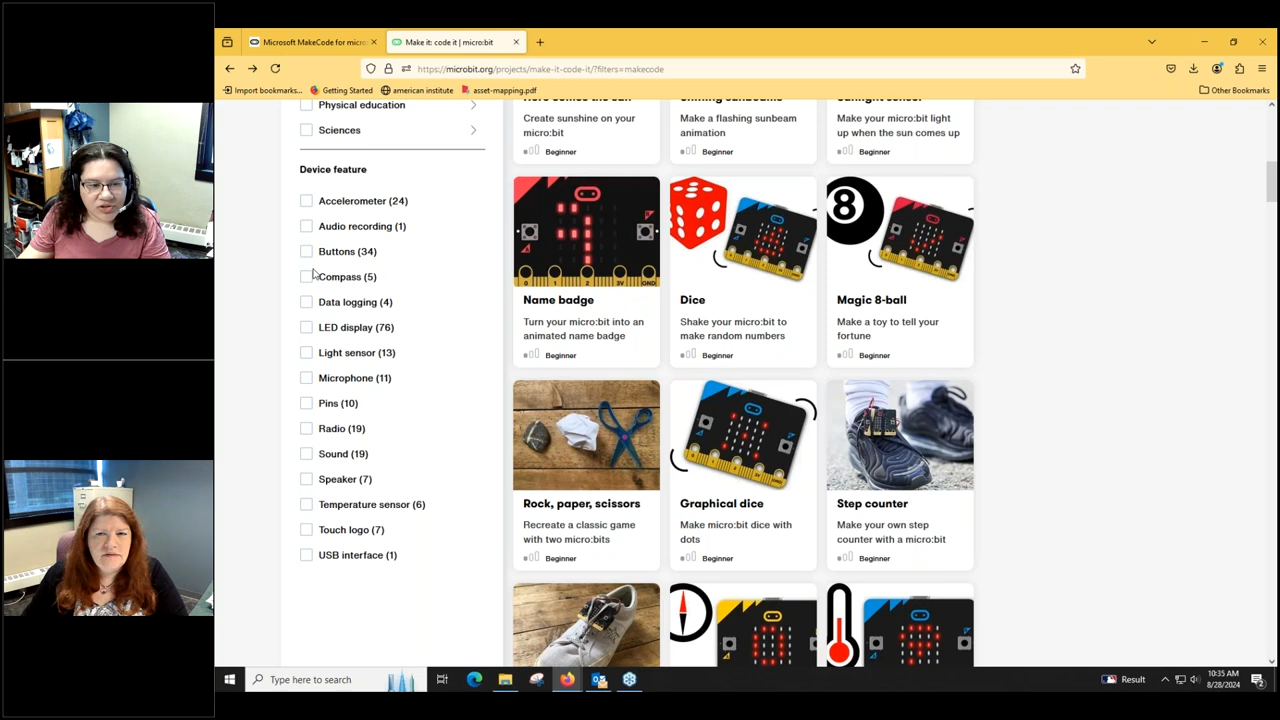 Microsoft MakeCode for micro:
Make it: code it | micro:bit
https://microbit.org/projects/make-it-code-it/?filters=makecode
Import bookmarks...
Getting Started
american institute
asset-mapping.pdf
Other Bookmarks
Physical education
Sciences
Device feature
Accelerometer (24)
Audio recording (1)
Buttons (34)
Compass (5)
Data logging (4)
LED display (76)
Light sensor (13)
Microphone (11)
Pins (10)
Radio (19)
Sound (19)
Speaker (7)
Temperature sensor (6)
Touch logo (7)
USB interface (1)
Create sunshine on your
micro:bit
Beginner
Make a flashing sunbeam
animation
Beginner
Make your micro:bit light
up when the sun comes up
Beginner
0 1 2 3V GND
Name badge
Turn your micro:bit into an
animated name badge
Beginner
Dice
Shake your micro:bit to
make random numbers
Beginner
8
Magic 8-ball
Make a toy to tell your
fortune
Beginner
Rock, paper, scissors
Recreate a classic game
with two micro:bits
Beginner
Graphical dice
Make micro:bit dice with
dots
Beginner
Step counter
Make your own step
counter with a micro:bit
Beginner
Type here to search
Result
10:35 AM
8/28/2024
2